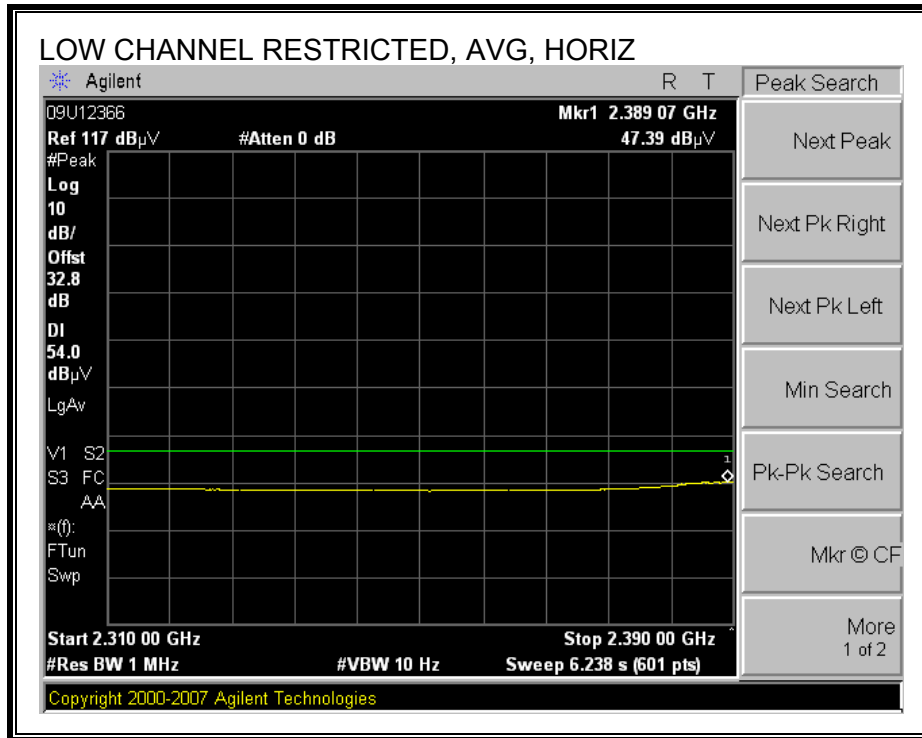 LOW CHANNEL RESTRICTED, AVG, HORIZ
Agilent R T
Peak Search
09U12366 Mkr1 2.389 07 GHz
Ref 117 dBµV #Atten 0 dB 47.39 dBµV
#Peak
Log
10
dB/
Offst
32.8
dB
DI
54.0
dBµV
LgAv
V1 S2
S3 FC
AA
¤(f):
FTun
Swp
1
Start 2.310 00 GHz Stop 2.390 00 GHz ^
#Res BW 1 MHz #VBW 10 Hz Sweep 6.238 s (601 pts)
Copyright 2000-2007 Agilent Technologies
Next Peak
Next Pk Right
Next Pk Left
Min Search
Pk-Pk Search
Mkr © CF
More
1 of 2